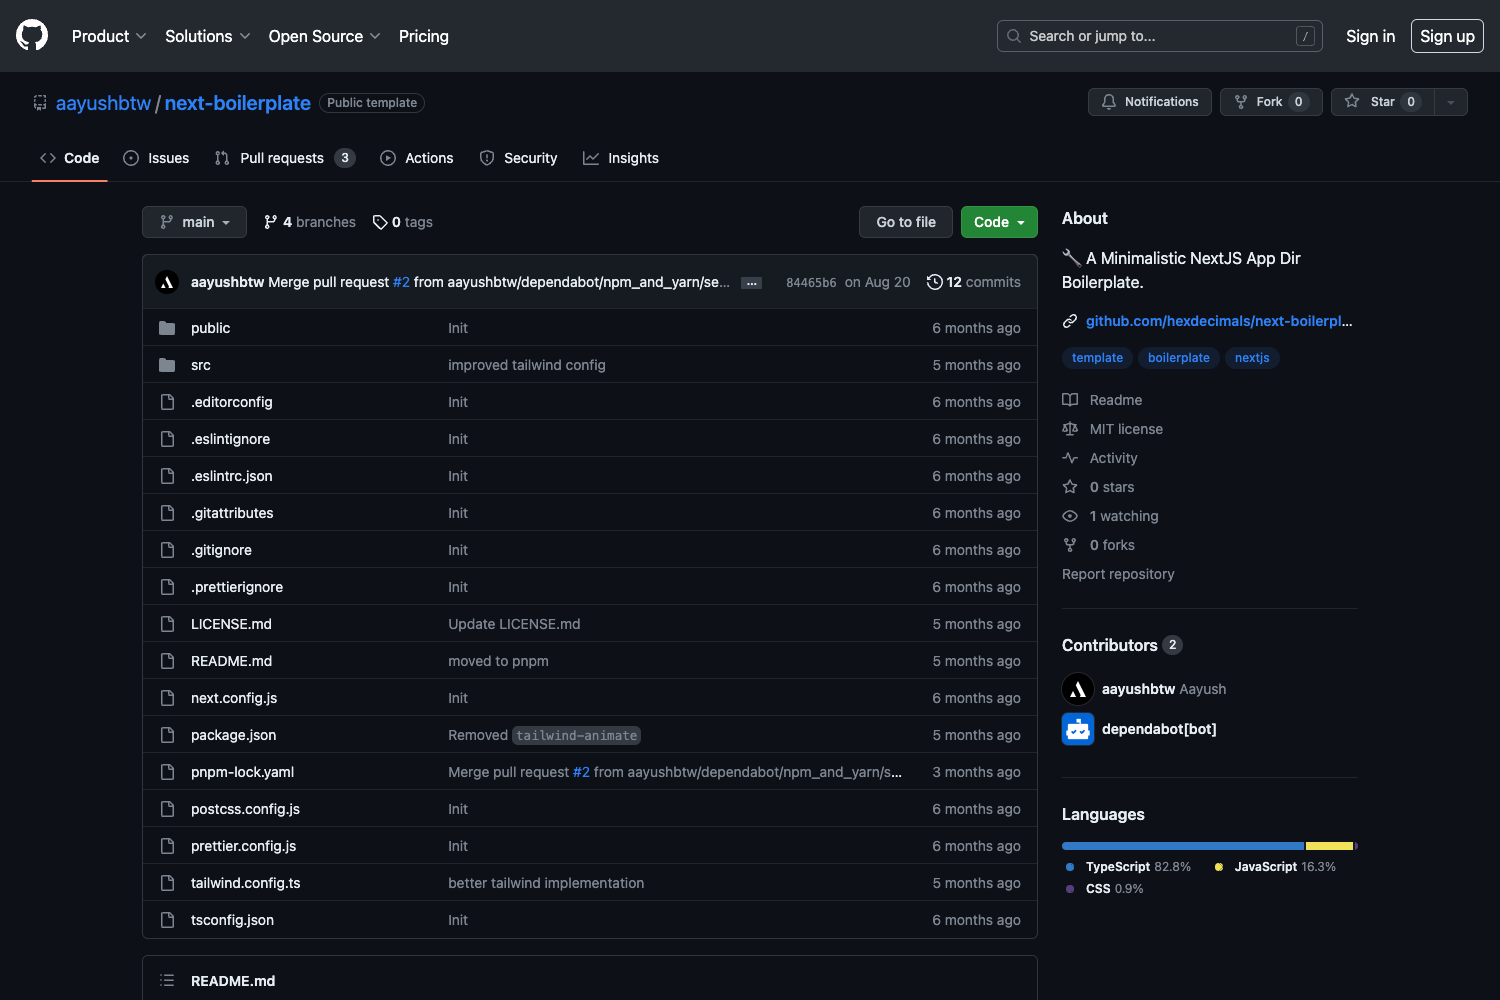 Product Solutions Open Source Pricing Search or jump to... / Sign in Sign up
aayushbtw / next-boilerplate Public template Notifications Fork 0 Star 0
Code Issues Pull requests 3 Actions Security Insights
main 4 branches 0 tags Go to file Code
aayushbtw Merge pull request #2 from aayushbtw/dependabot/npm_and_yarn/se... ... 84465b6 on Aug 20 12 commits
public Init 6 months ago
src improved tailwind config 5 months ago
.editorconfig Init 6 months ago
.eslintignore Init 6 months ago
.eslintrc.json Init 6 months ago
.gitattributes Init 6 months ago
.gitignore Init 6 months ago
.prettierignore Init 6 months ago
LICENSE.md Update LICENSE.md 5 months ago
README.md moved to pnpm 5 months ago
next.config.js Init 6 months ago
package.json Removed tailwind-animate 5 months ago
pnpm-lock.yaml Merge pull request #2 from aayushbtw/dependabot/npm_and_yarn/s... 3 months ago
postcss.config.js Init 6 months ago
prettier.config.js Init 6 months ago
tailwind.config.ts better tailwind implementation 5 months ago
tsconfig.json Init 6 months ago
README.md
About
A Minimalistic NextJS App Dir
Boilerplate.
github.com/hexdecimals/next-boilerpl...
template boilerplate nextjs
Readme
MIT license
Activity
0 stars
1 watching
0 forks
Report repository
Contributors 2
aayushbtw Aayush
dependabot[bot]
Languages
TypeScript 82.8% JavaScript 16.3%
CSS 0.9%